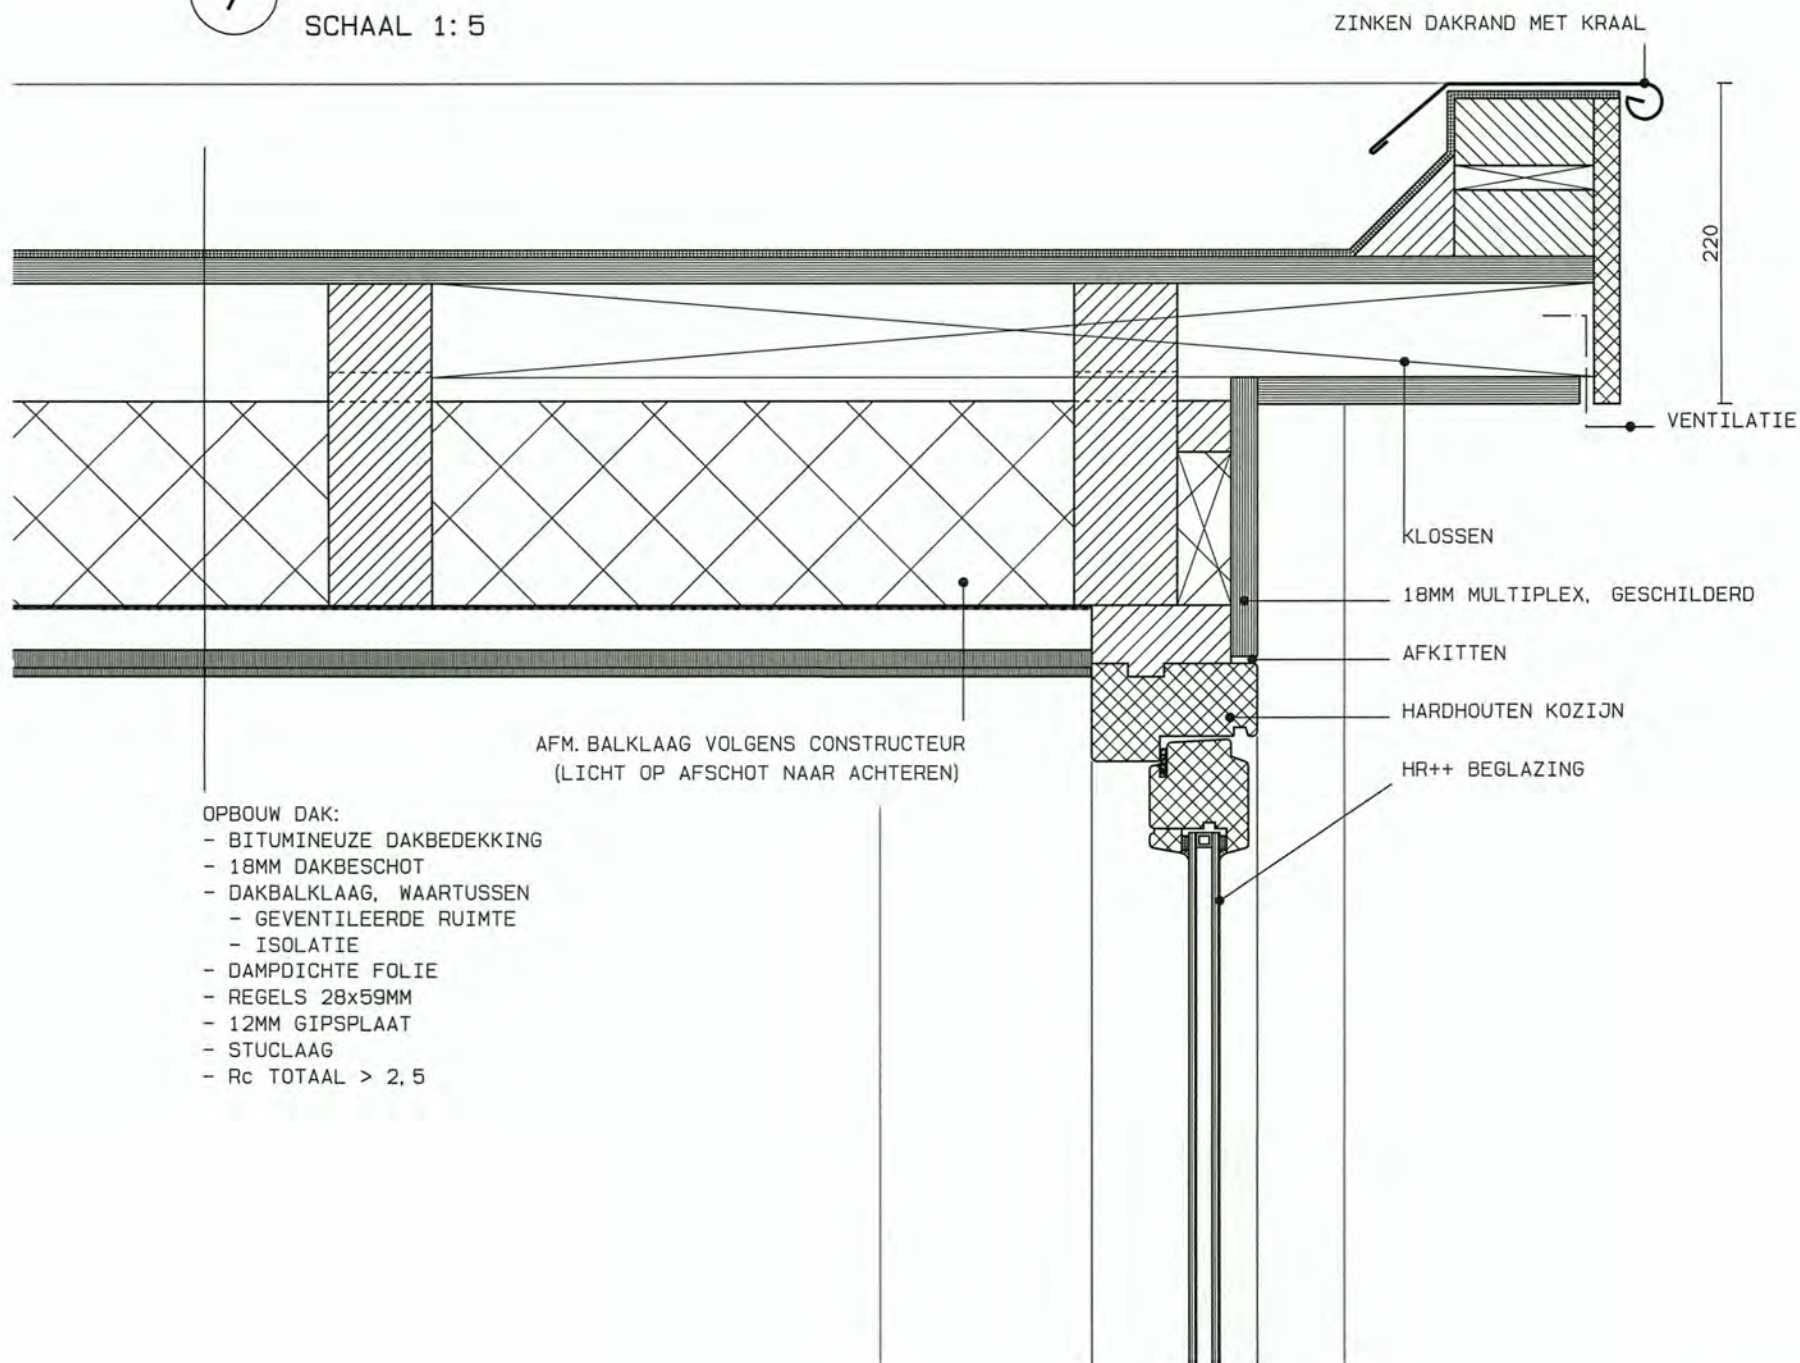 SCHAAL 1:5
ZINKEN DAKRAND MET KRAAL
220
VENTILATIE
KLOSSEN
18MM MULTIPLEX, GESCHILDERD
AFKITTEN
HARDHOUTEN KOZIJN
HR++ BEGLAZING
AFM. BALKLAAG VOLGENS CONSTRUCTEUR
(LICHT OP AFSCHOT NAAR ACHTEREN)
OPBOUW DAK:
- BITUMINEUZE DAKBEDEKKING
- 18MM DAKBESCHOT
- DAKBALKLAAG, WAARTUSSEN
- GEVENTILEERDE RUIMTE
- ISOLATIE
- DAMPDICHTE FOLIE
- REGELS 28x59MM
- 12MM GIPSPLAAT
- STUCLAAG
- Rc TOTAAL > 2,5